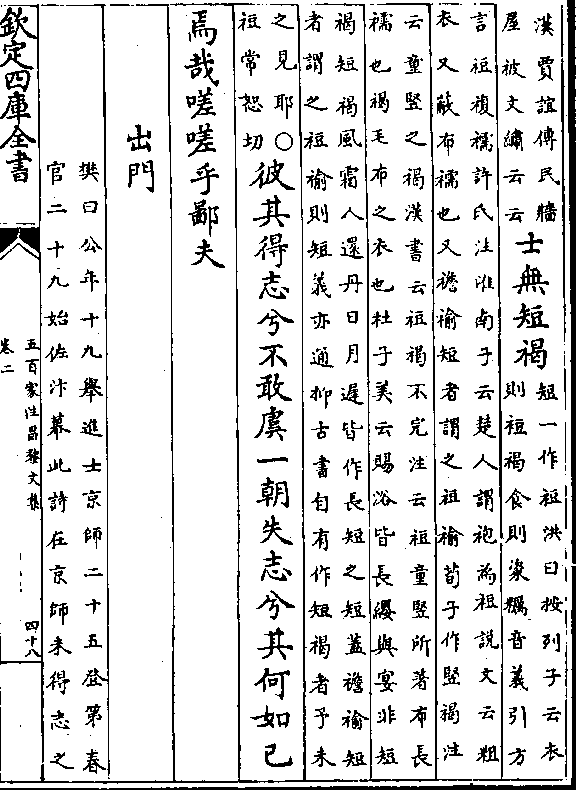 漢賈誼傳民牆
屋被文繡云云
士無短褐
短一作裋洪曰按列子云衣
則裋褐食則粢糲音義引方
言裋複襦許氏注淮南子云楚人謂袍為裋說文云粗
衣又敝布襦也又襜褕短者謂之裋褕荀子作豎褐注
云童豎之褐漢書云裋褐不完注云裋童豎所著布長
襦也褐毛布之衣也杜子美云賜浴皆長纓與宴非短
褐短褐風霜入還丹日月遲皆作長短之短蓋襜褕短
者謂之裋褕則短義亦通抑古書自有作短褐者予未
之見耶○
裋常恕切
彼其得志兮不敢虞一朝失志兮其何如已
焉哉嗟嗟乎鄙夫
出門
樊曰公年十九舉進士京師二十五登第春
官二十九始佐汴幕此詩在京師未得志之
欽定四庫全書
五百家注昌黎文集
卷二
四十八